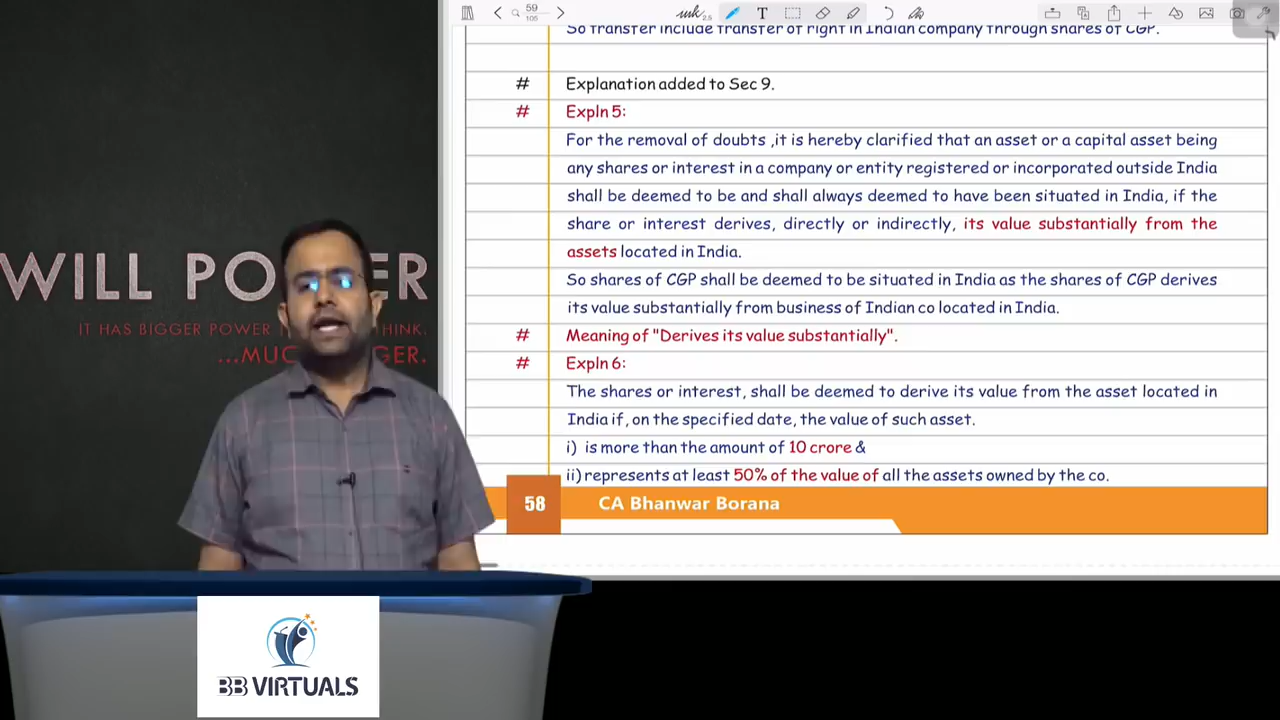 59
105
2.5
T
So transfer include transfer of right in Indian company through shares of CGP.
# Explanation added to Sec 9.
# Expln 5:
For the removal of doubts ,it is hereby clarified that an asset or a capital asset being
any shares or interest in a company or entity registered or incorporated outside India
shall be deemed to be and shall always deemed to have been situated in India, if the
share or interest derives, directly or indirectly, its value substantially from the
assets located in India.
So shares of CGP shall be deemed to be situated in India as the shares of CGP derives
its value substantially from business of Indian co located in India.
# Meaning of "Derives its value substantially".
# Expln 6:
The shares or interest, shall be deemed to derive its value from the asset located in
India if, on the specified date, the value of such asset.
i) is more than the amount of 10 crore &
ii) represents at least 50% of the value of all the assets owned by the co.
58 CA Bhanwar Borana
WILL PO ER
IT HAS BIGGER POWER HINK.
...MUC GER.
BB VIRTUALS